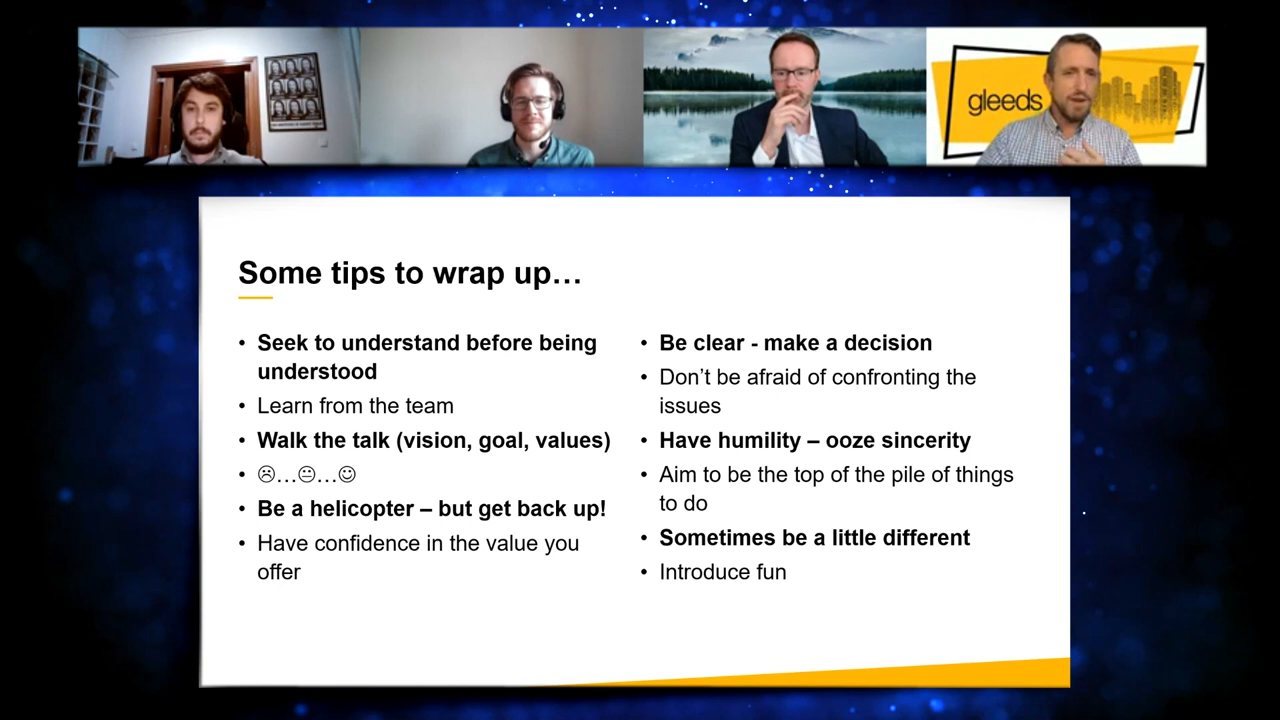 gleeds
Some tips to wrap up…
• Seek to understand before being
understood
• Learn from the team
• Walk the talk (vision, goal, values)
• ☹…😐…☺
• Be a helicopter – but get back up!
• Have confidence in the value you
offer
• Be clear - make a decision
• Don’t be afraid of confronting the
issues
• Have humility – ooze sincerity
• Aim to be the top of the pile of things
to do
• Sometimes be a little different
• Introduce fun